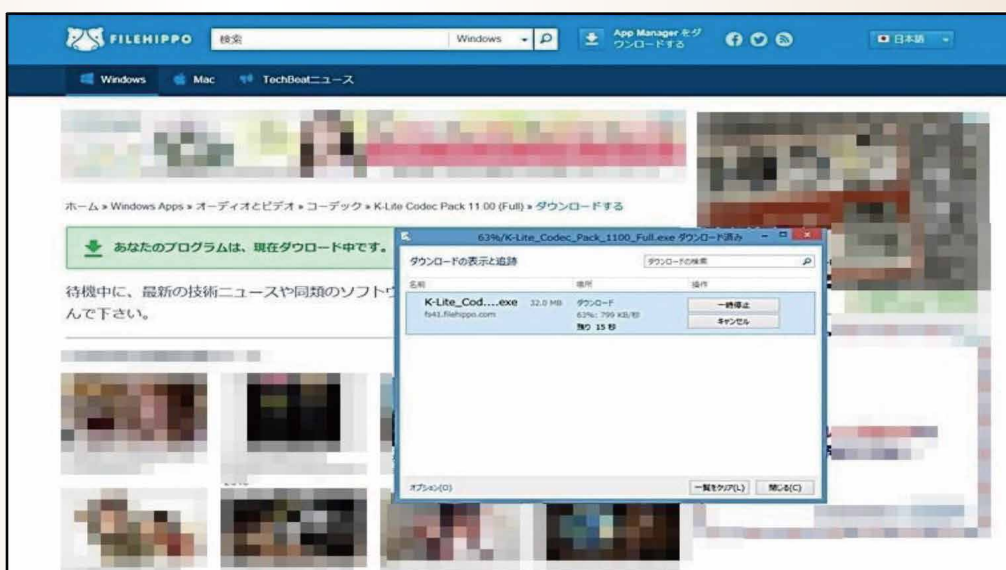 FILEHIPPO
検索
Windows
App Manager をダ
ウンロードする
日本語
Windows
Mac
TechBeatニュース
ホーム » Windows Apps » オーディオとビデオ » コーデック » K-Lite Codec Pack 11.00 (Full) » ダウンロードする
あなたのプログラムは、現在ダウロード中です。
待機中に、最新の技術ニュースや同類のソフトウ
んで下さい。
63%/K-Lite_Codec_Pack_1100_Full.exe ダウンロード済み
ダウンロードの表示と追跡
ダウンロードの検索
名前
場所
操作
K-Lite_Cod....exe
32.0 MB
ダウンロード
一時停止
fs41.filehippo.com
63%: 799 KB/秒
キャンセル
残り 15 秒
オプション(O)
一覧をクリア(L)
閉じる(C)